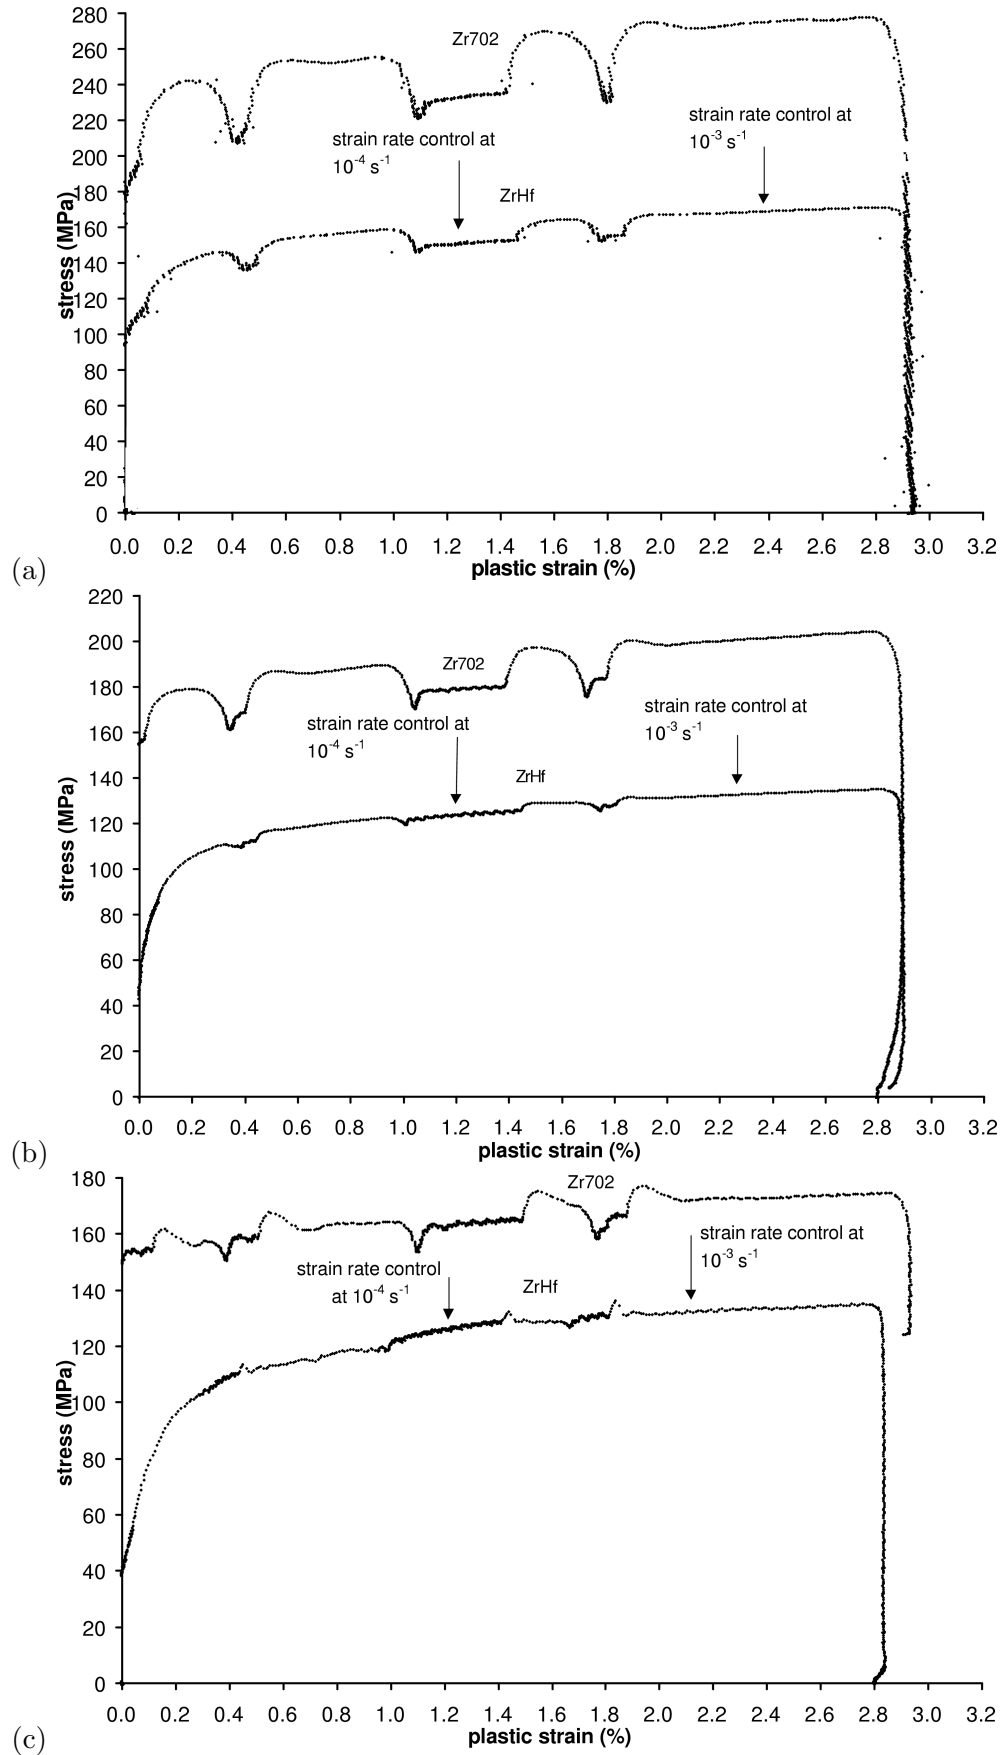 280
260
240
220
200
180
160
140
120
100
80
60
40
20
0
stress (MPa)
Zr702
strain rate control at
10-4 s-1
strain rate control at
10-3 s-1
ZrHf
0.0 0.2 0.4 0.6 0.8 1.0 1.2 1.4 1.6 1.8 2.0 2.2 2.4 2.6 2.8 3.0 3.2
plastic strain (%)
(a)
220
200
180
160
140
120
100
80
60
40
20
0
stress (MPa)
Zr702
strain rate control at
10-4 s-1
strain rate control at
10-3 s-1
ZrHf
0.0 0.2 0.4 0.6 0.8 1.0 1.2 1.4 1.6 1.8 2.0 2.2 2.4 2.6 2.8 3.0 3.2
plastic strain (%)
(b)
180
160
140
120
100
80
60
40
20
0
stress (MPa)
Zr702
strain rate control at
10-3 s-1
strain rate control
at 10-4 s-1
ZrHf
0.0 0.2 0.4 0.6 0.8 1.0 1.2 1.4 1.6 1.8 2.0 2.2 2.4 2.6 2.8 3.0 3.2
plastic strain (%)
(c)